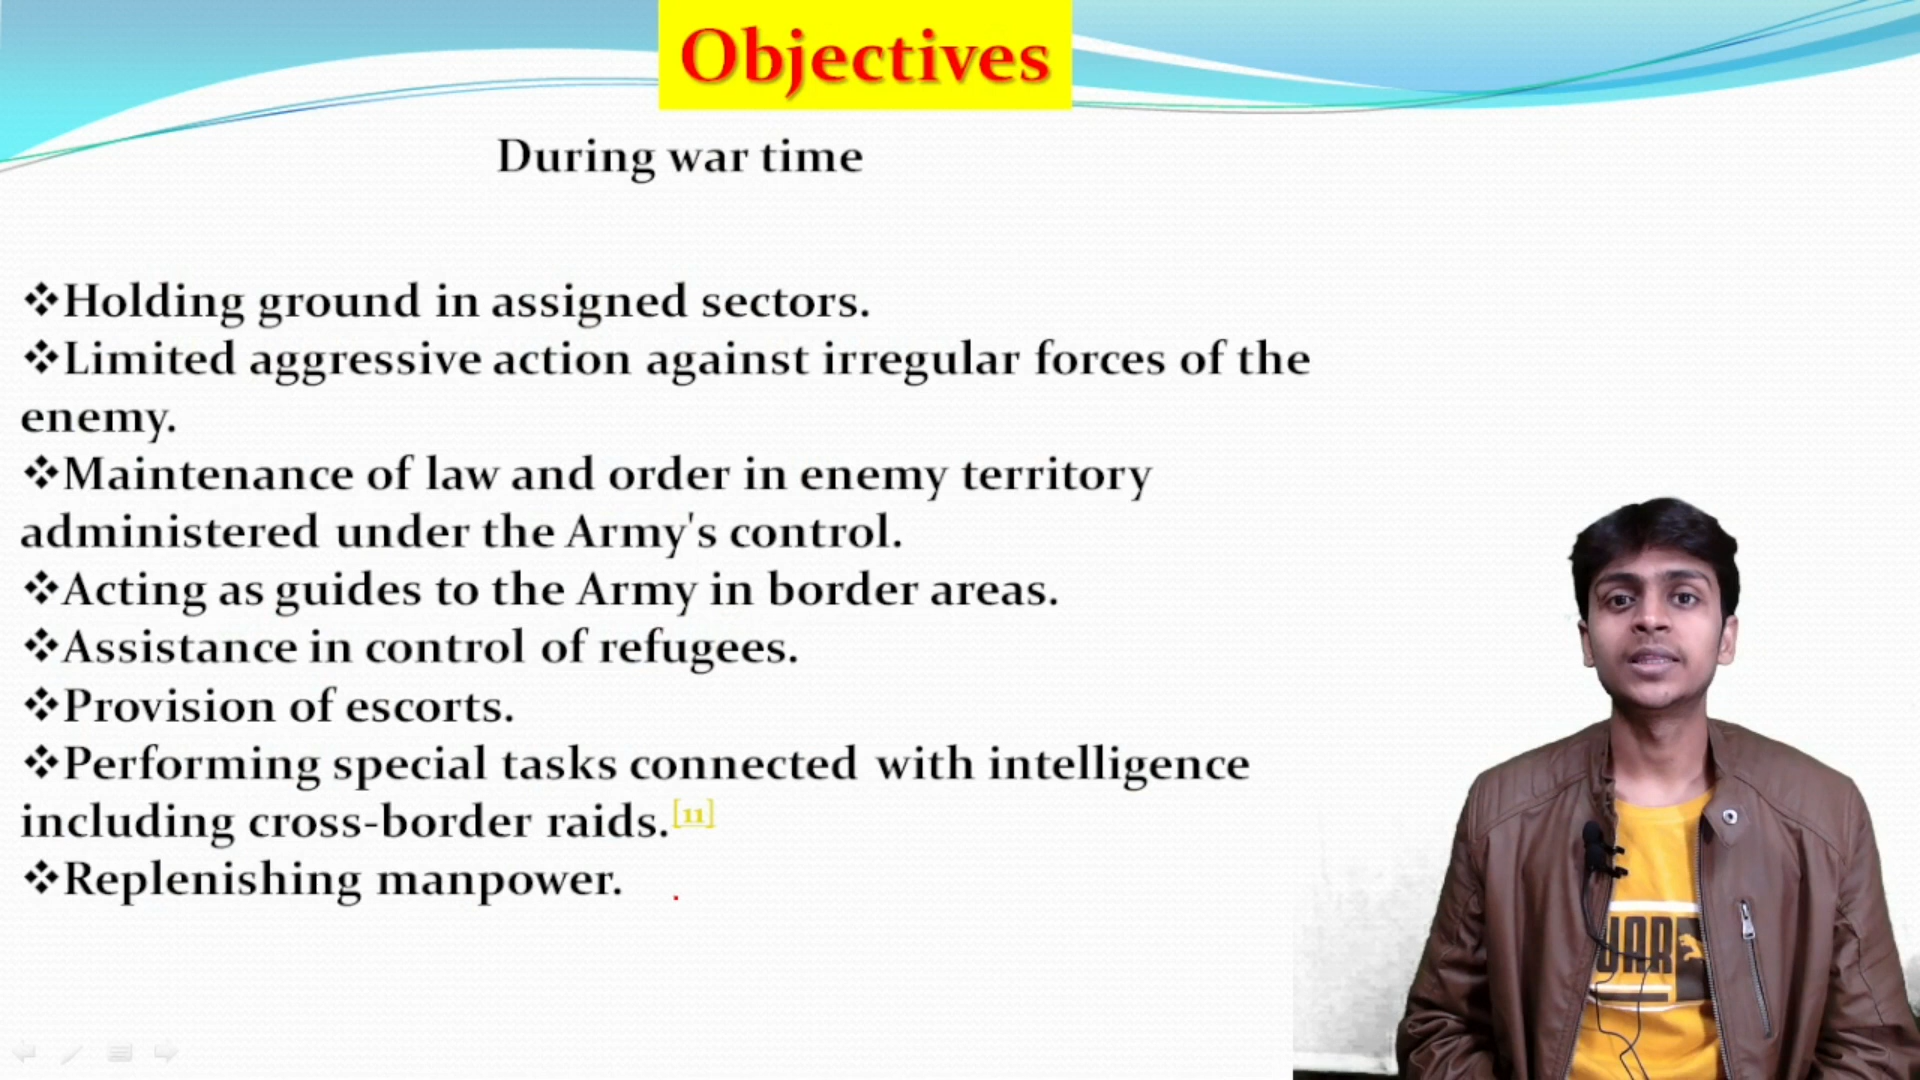 Objectives
During war time
❖Holding ground in assigned sectors.
❖Limited aggressive action against irregular forces of the
enemy.
❖Maintenance of law and order in enemy territory
administered under the Army's control.
❖Acting as guides to the Army in border areas.
❖Assistance in control of refugees.
❖Provision of escorts.
❖Performing special tasks connected with intelligence
including cross-border raids.[11]
❖Replenishing manpower.